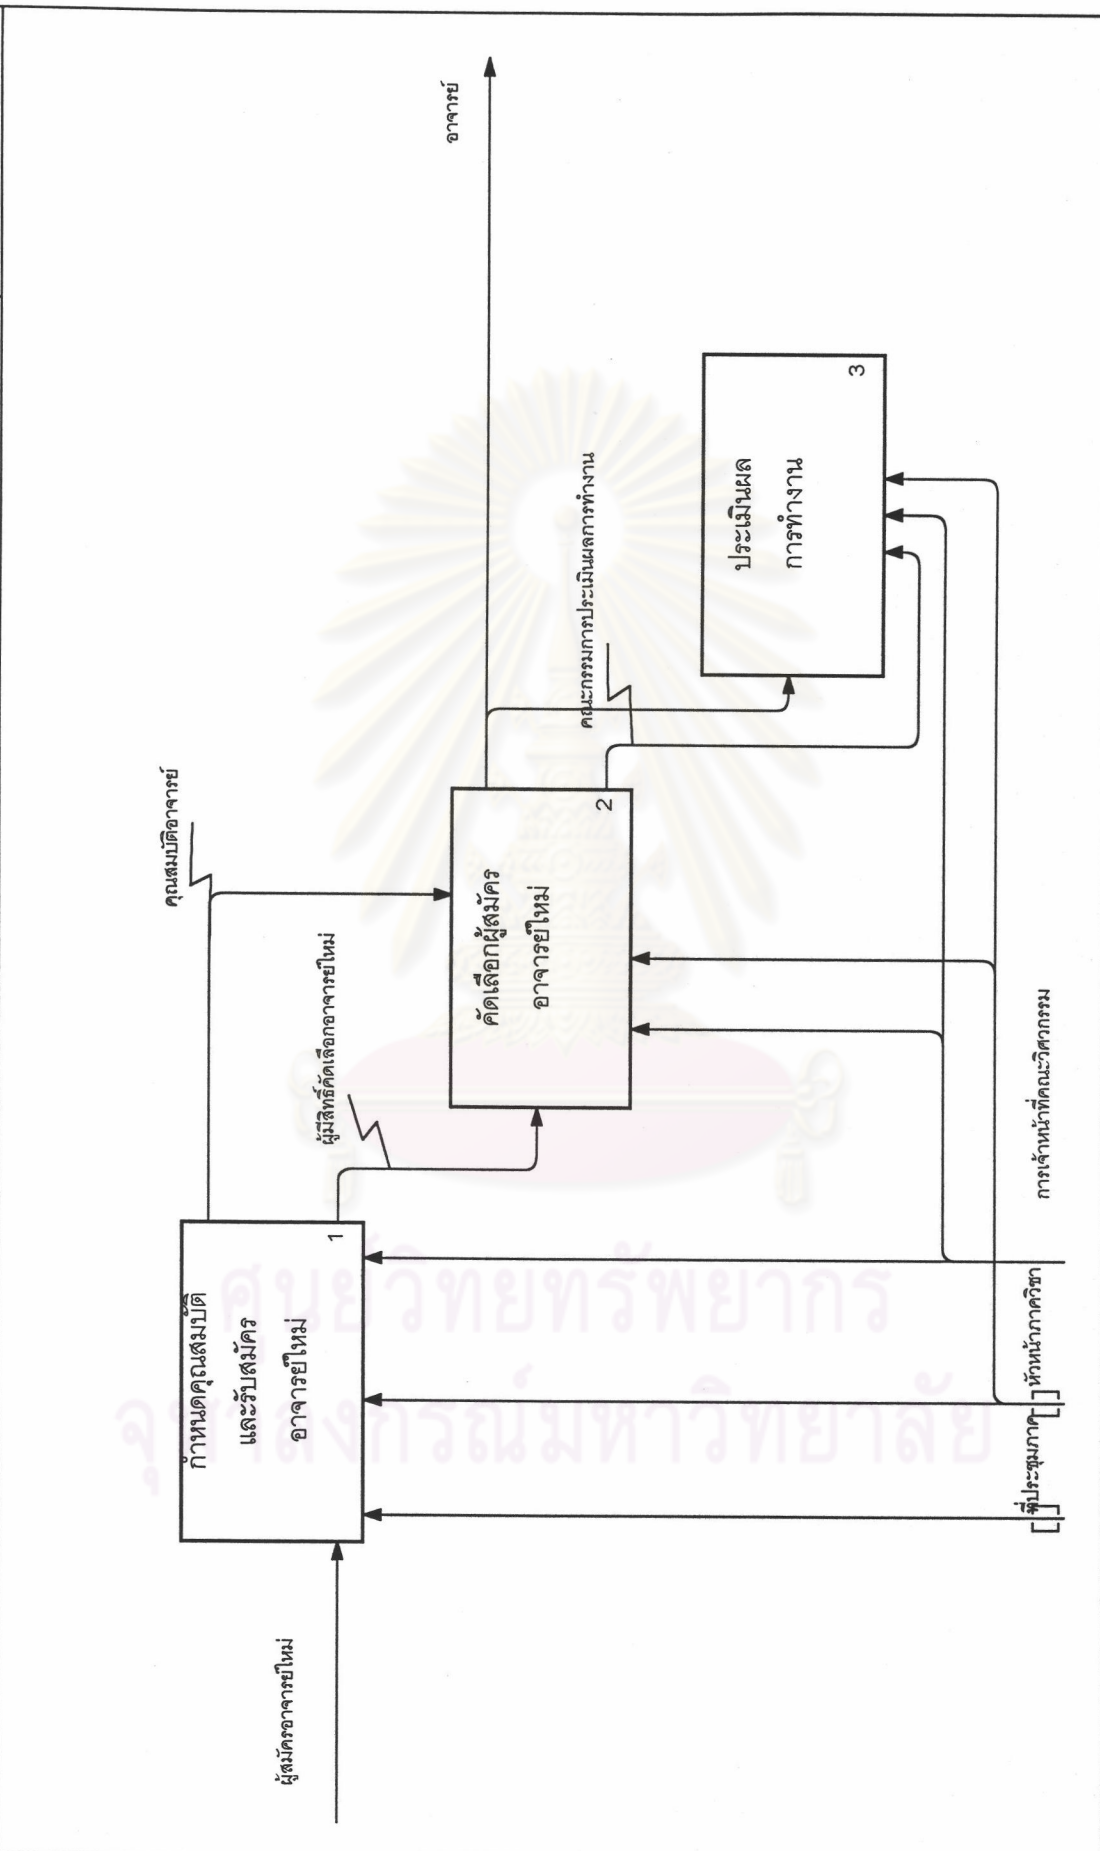 ผู้สมัครอาจารย์ใหม่
กำหนดคุณสมบัติ
และรับสมัคร
อาจารย์ใหม่
1
คุณสมบัติอาจารย์
ผู้มีสิทธิ์คัดเลือกอาจารย์ใหม่
คัดเลือกผู้สมัคร
อาจารย์ใหม่
2
อาจารย์
คณะกรรมการประเมินผลการทำงาน
ประเมินผล
การทำงาน
3
ที่ประชุมภาค
หัวหน้าภาควิชา
การเจ้าหน้าที่คณะวิศวกรรม
ศูนย์วิทยทรัพยากร
จุฬาลงกรณ์มหาวิทยาลัย